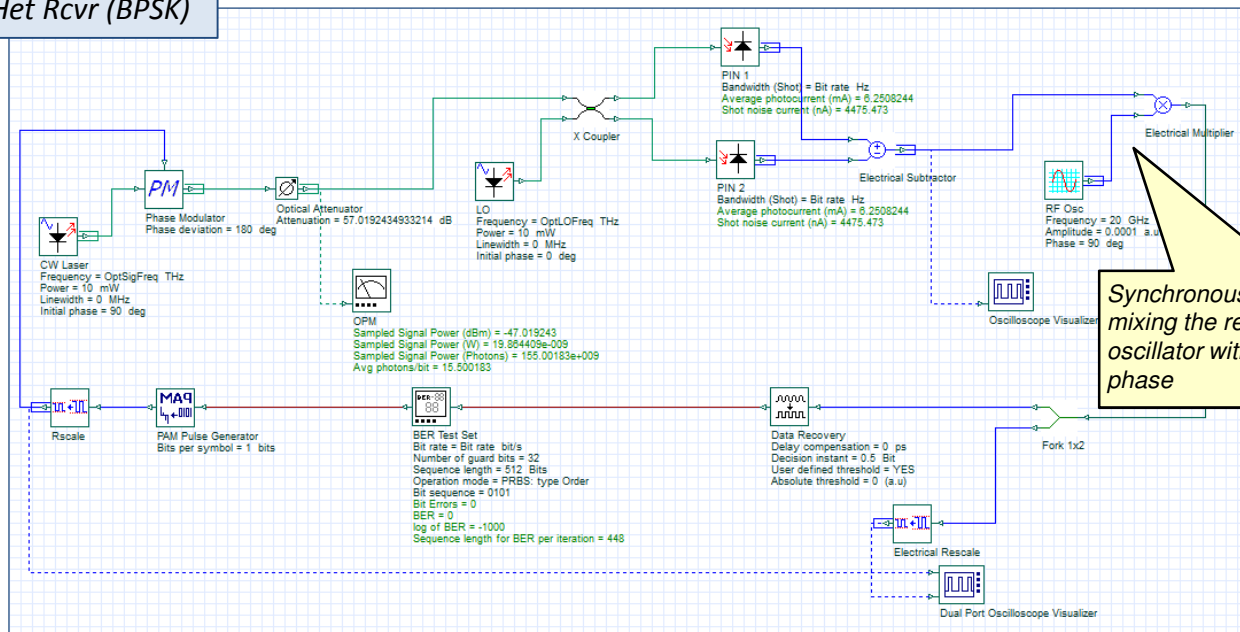 Het Rcvr (BPSK)
PIN 1
Bandwidth (Shot) = Bit rate Hz
Average photocurrent (mA) = 6.2508244
Shot noise current (nA) = 4475.473
X Coupler
Electrical Multiplier
PM
Phase Modulator
Phase deviation = 180 deg
Optical Attenuator
Attenuation = 57.0192434933214 dB
LO
Frequency = OptLOFreq THz
Power = 10 mW
Linewidth = 0 MHz
Initial phase = 0 deg
PIN 2
Bandwidth (Shot) = Bit rate Hz
Average photocurrent (mA) = 6.2508244
Shot noise current (nA) = 4475.473
Electrical Subtractor
RF Osc
Frequency = 20 GHz
Amplitude = 0.0001 a.u
Phase = 90 deg
CW Laser
Frequency = OptSigFreq THz
Power = 10 mW
Linewidth = 0 MHz
Initial phase = 90 deg
OPM
Sampled Signal Power (dBm) = -47.019243
Sampled Signal Power (W) = 19.864409e-009
Sampled Signal Power (Photons) = 155.00183e+009
Avg photons/bit = 15.500183
Oscilloscope Visualizer
Synchronous
mixing the re
oscillator wit
phase
Rscale
PAM
0101
PAM Pulse Generator
Bits per symbol = 1 bits
BER-88
88
BER Test Set
Bit rate = Bit rate bit/s
Number of guard bits = 32
Sequence length = 512 Bits
Operation mode = PRBS: type Order
Bit sequence = 0101
Bit Errors = 0
BER = 0
log of BER = -1000
Sequence length for BER per iteration = 448
Data Recovery
Delay compensation = 0 ps
Decision instant = 0.5 Bit
User defined threshold = YES
Absolute threshold = 0 (a.u)
Fork 1x2
Electrical Rescale
Dual Port Oscilloscope Visualizer